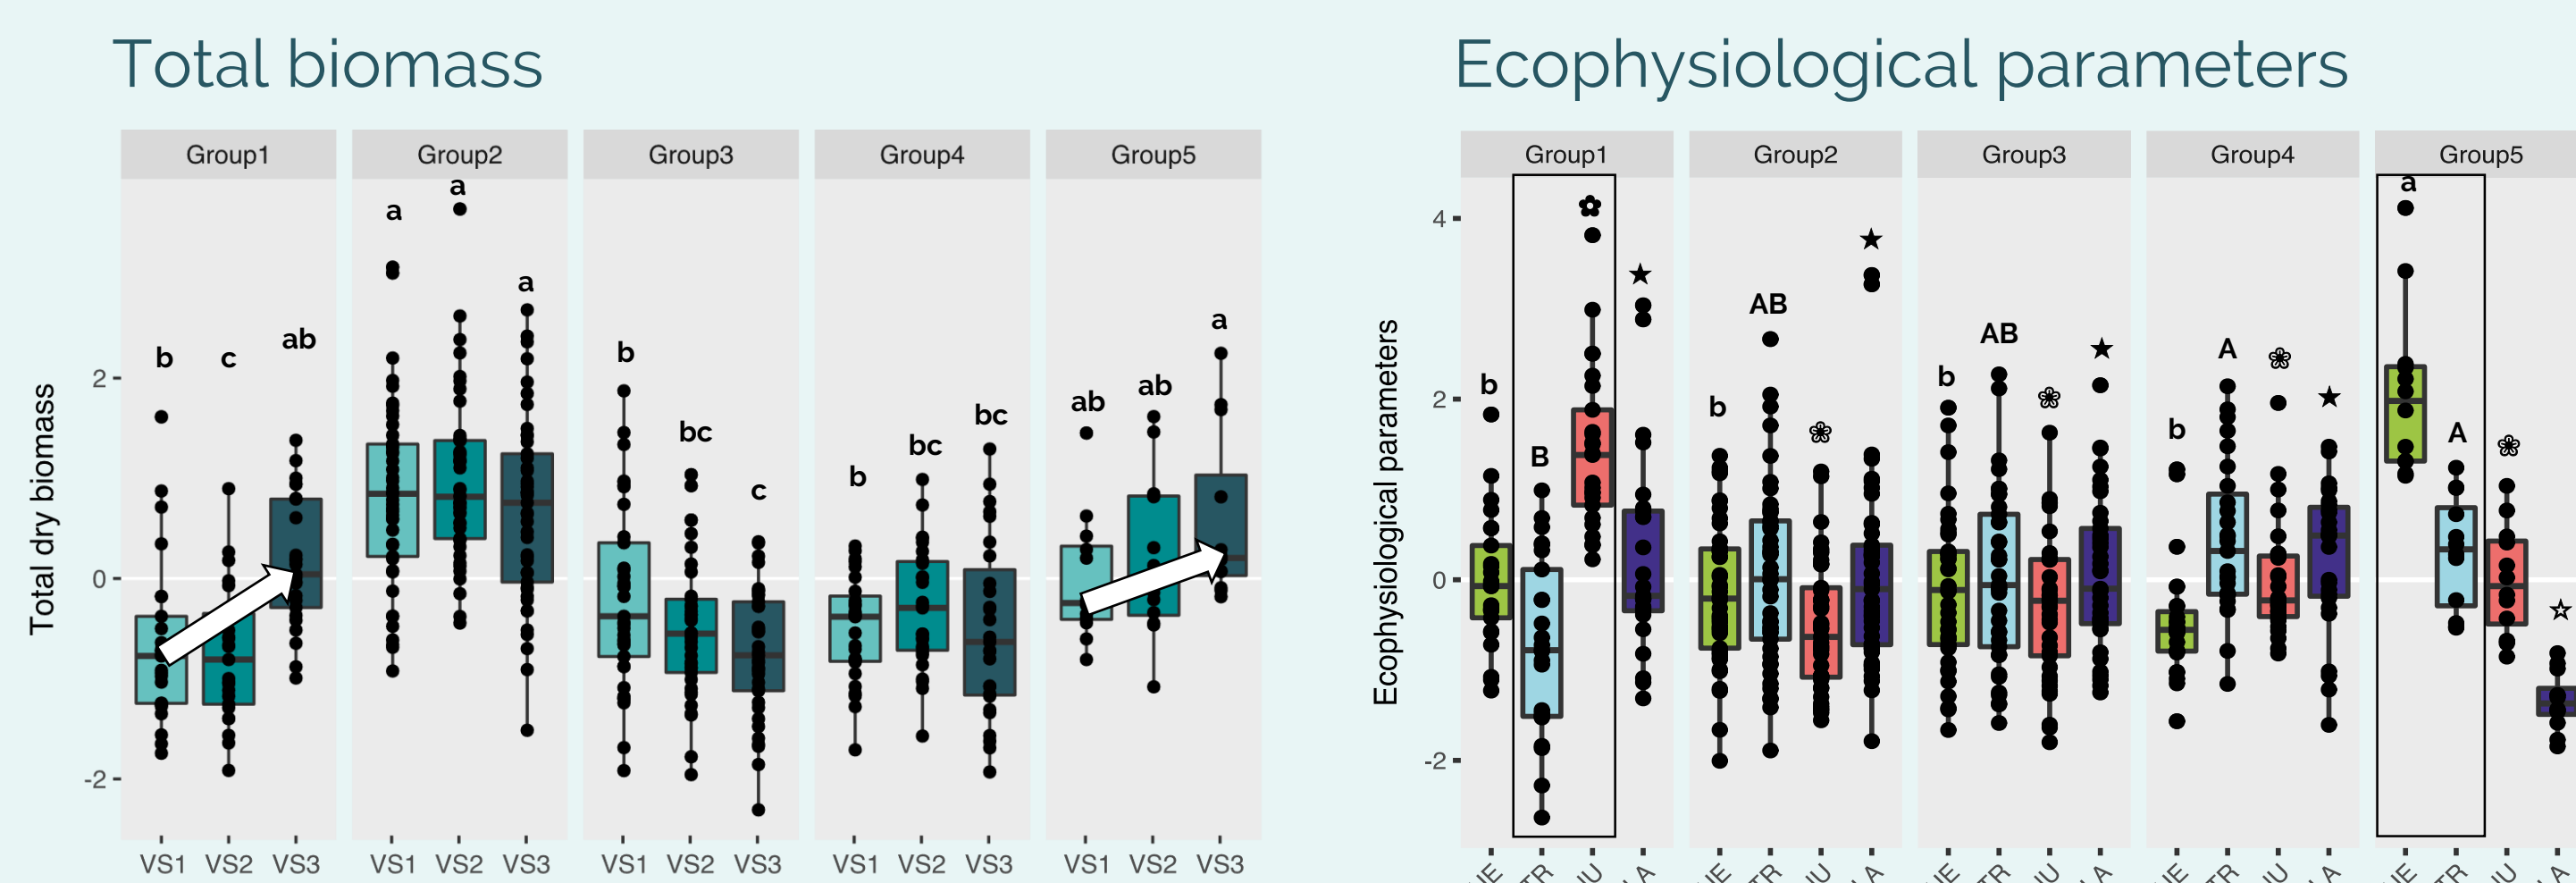 Total biomass
Total dry biomass
Group1 Group2 Group3 Group4 Group5
a
a
a
a
ab
b c
b
ab ab
bc
bc
bc
b
c
2
0
-2
VS1 VS2 VS3 VS1 VS2 VS3 VS1 VS2 VS3 VS1 VS2 VS3 VS1 VS2 VS3
Ecophysiological parameters
Ecophysiological parameters
Group1 Group2 Group3 Group4 Group5
a
AB
AB
A
b
b
b
b
A
B
4
2
0
-2